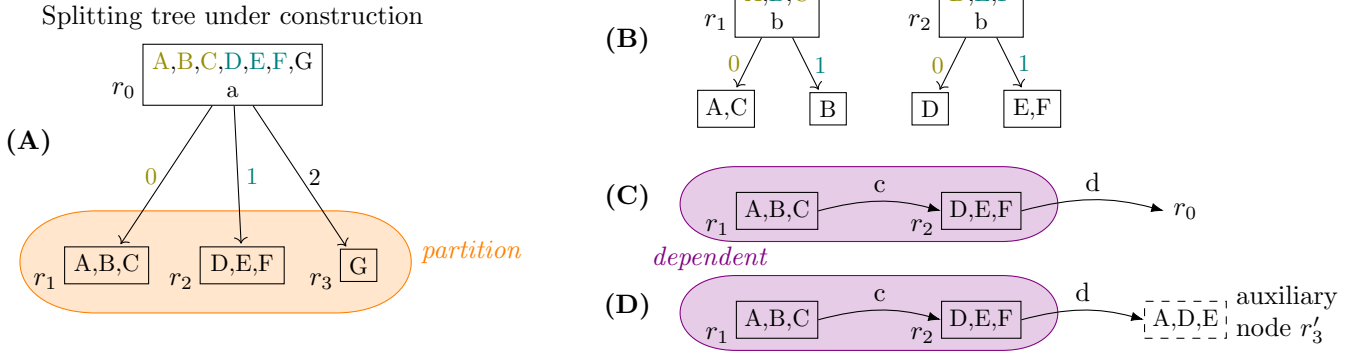 Splitting tree under construction
A,B,C,D,E,F,G
r0
a
(A)
0
1
2
r1
A,B,C
r2
D,E,F
r3
G
partition
(B)
r1
b
0
1
A,C
B
r2
b
0
1
D
E,F
(C)
r1
A,B,C
c
r2
D,E,F
d
r0
dependent
(D)
r1
A,B,C
c
r2
D,E,F
d
A,D,E
auxiliary
node r′3